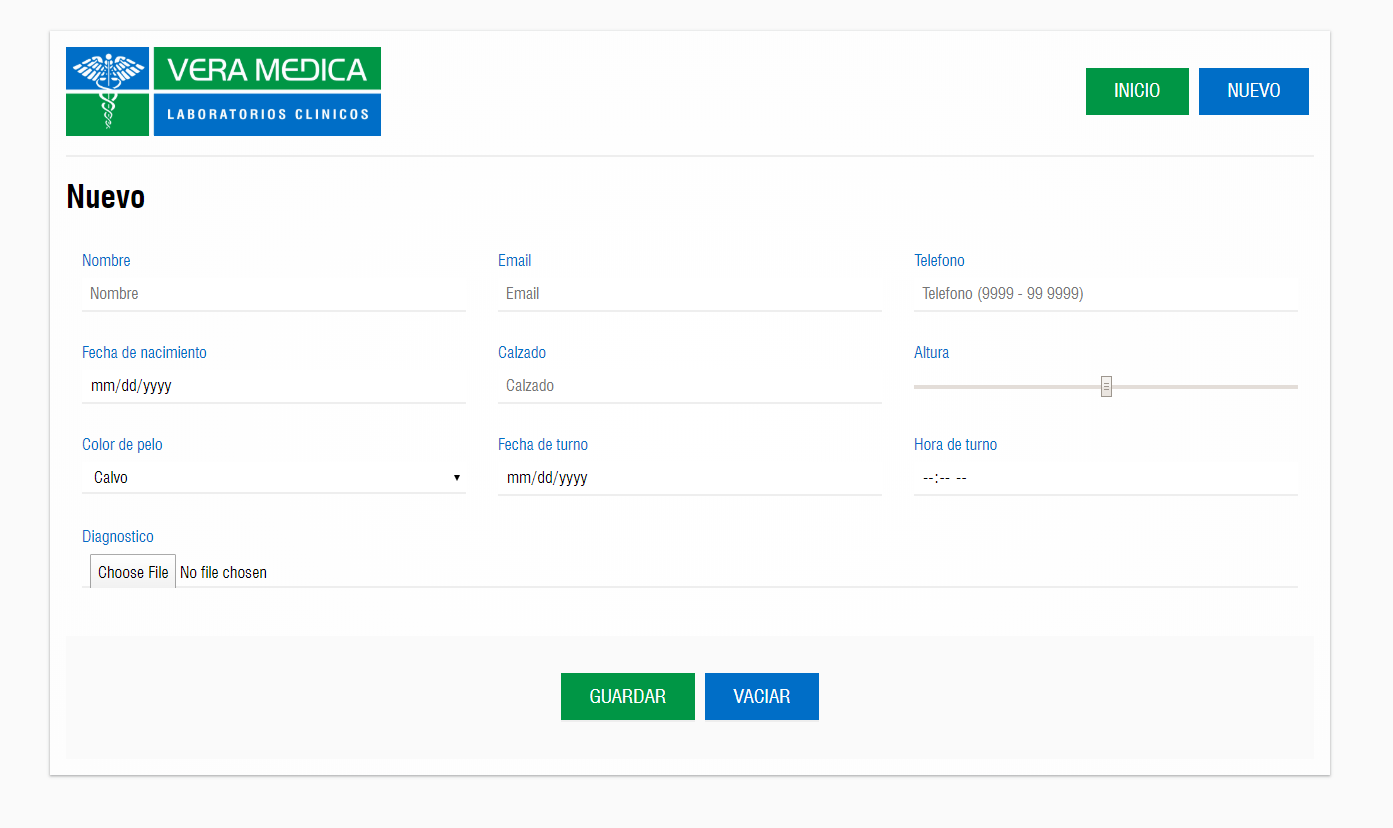 VERA MEDICA
LABORATORIOS CLINICOS
INICIO NUEVO
Nuevo
Nombre Email Telefono
Nombre Email Telefono (9999 - 99 9999)
Fecha de nacimiento Calzado Altura
mm/dd/yyyy Calzado
Color de pelo Fecha de turno Hora de turno
Calvo mm/dd/yyyy --:-- --
Diagnostico
Choose File No file chosen
GUARDAR VACIAR